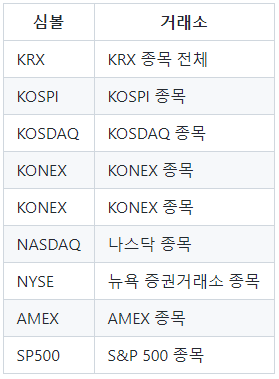 심볼 거래소
KRX KRX 종목 전체
KOSPI KOSPI 종목
KOSDAQ KOSDAQ 종목
KONEX KONEX 종목
KONEX KONEX 종목
NASDAQ 나스닥 종목
NYSE 뉴욕 증권거래소 종목
AMEX AMEX 종목
SP500 S&P 500 종목